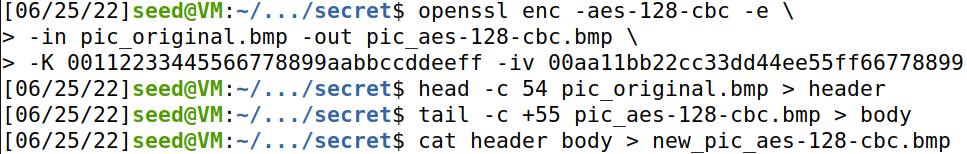 [06/25/22]seed@VM:~/.../secret$ openssl enc -aes-128-cbc -e \
> -in pic_original.bmp -out pic_aes-128-cbc.bmp \
> -K 00112233445566778899aabbccddeeff -iv 00aa11bb22cc33dd44ee55ff66778899
[06/25/22]seed@VM:~/.../secret$ head -c 54 pic_original.bmp > header
[06/25/22]seed@VM:~/.../secret$ tail -c +55 pic_aes-128-cbc.bmp > body
[06/25/22]seed@VM:~/.../secret$ cat header body > new_pic_aes-128-cbc.bmp